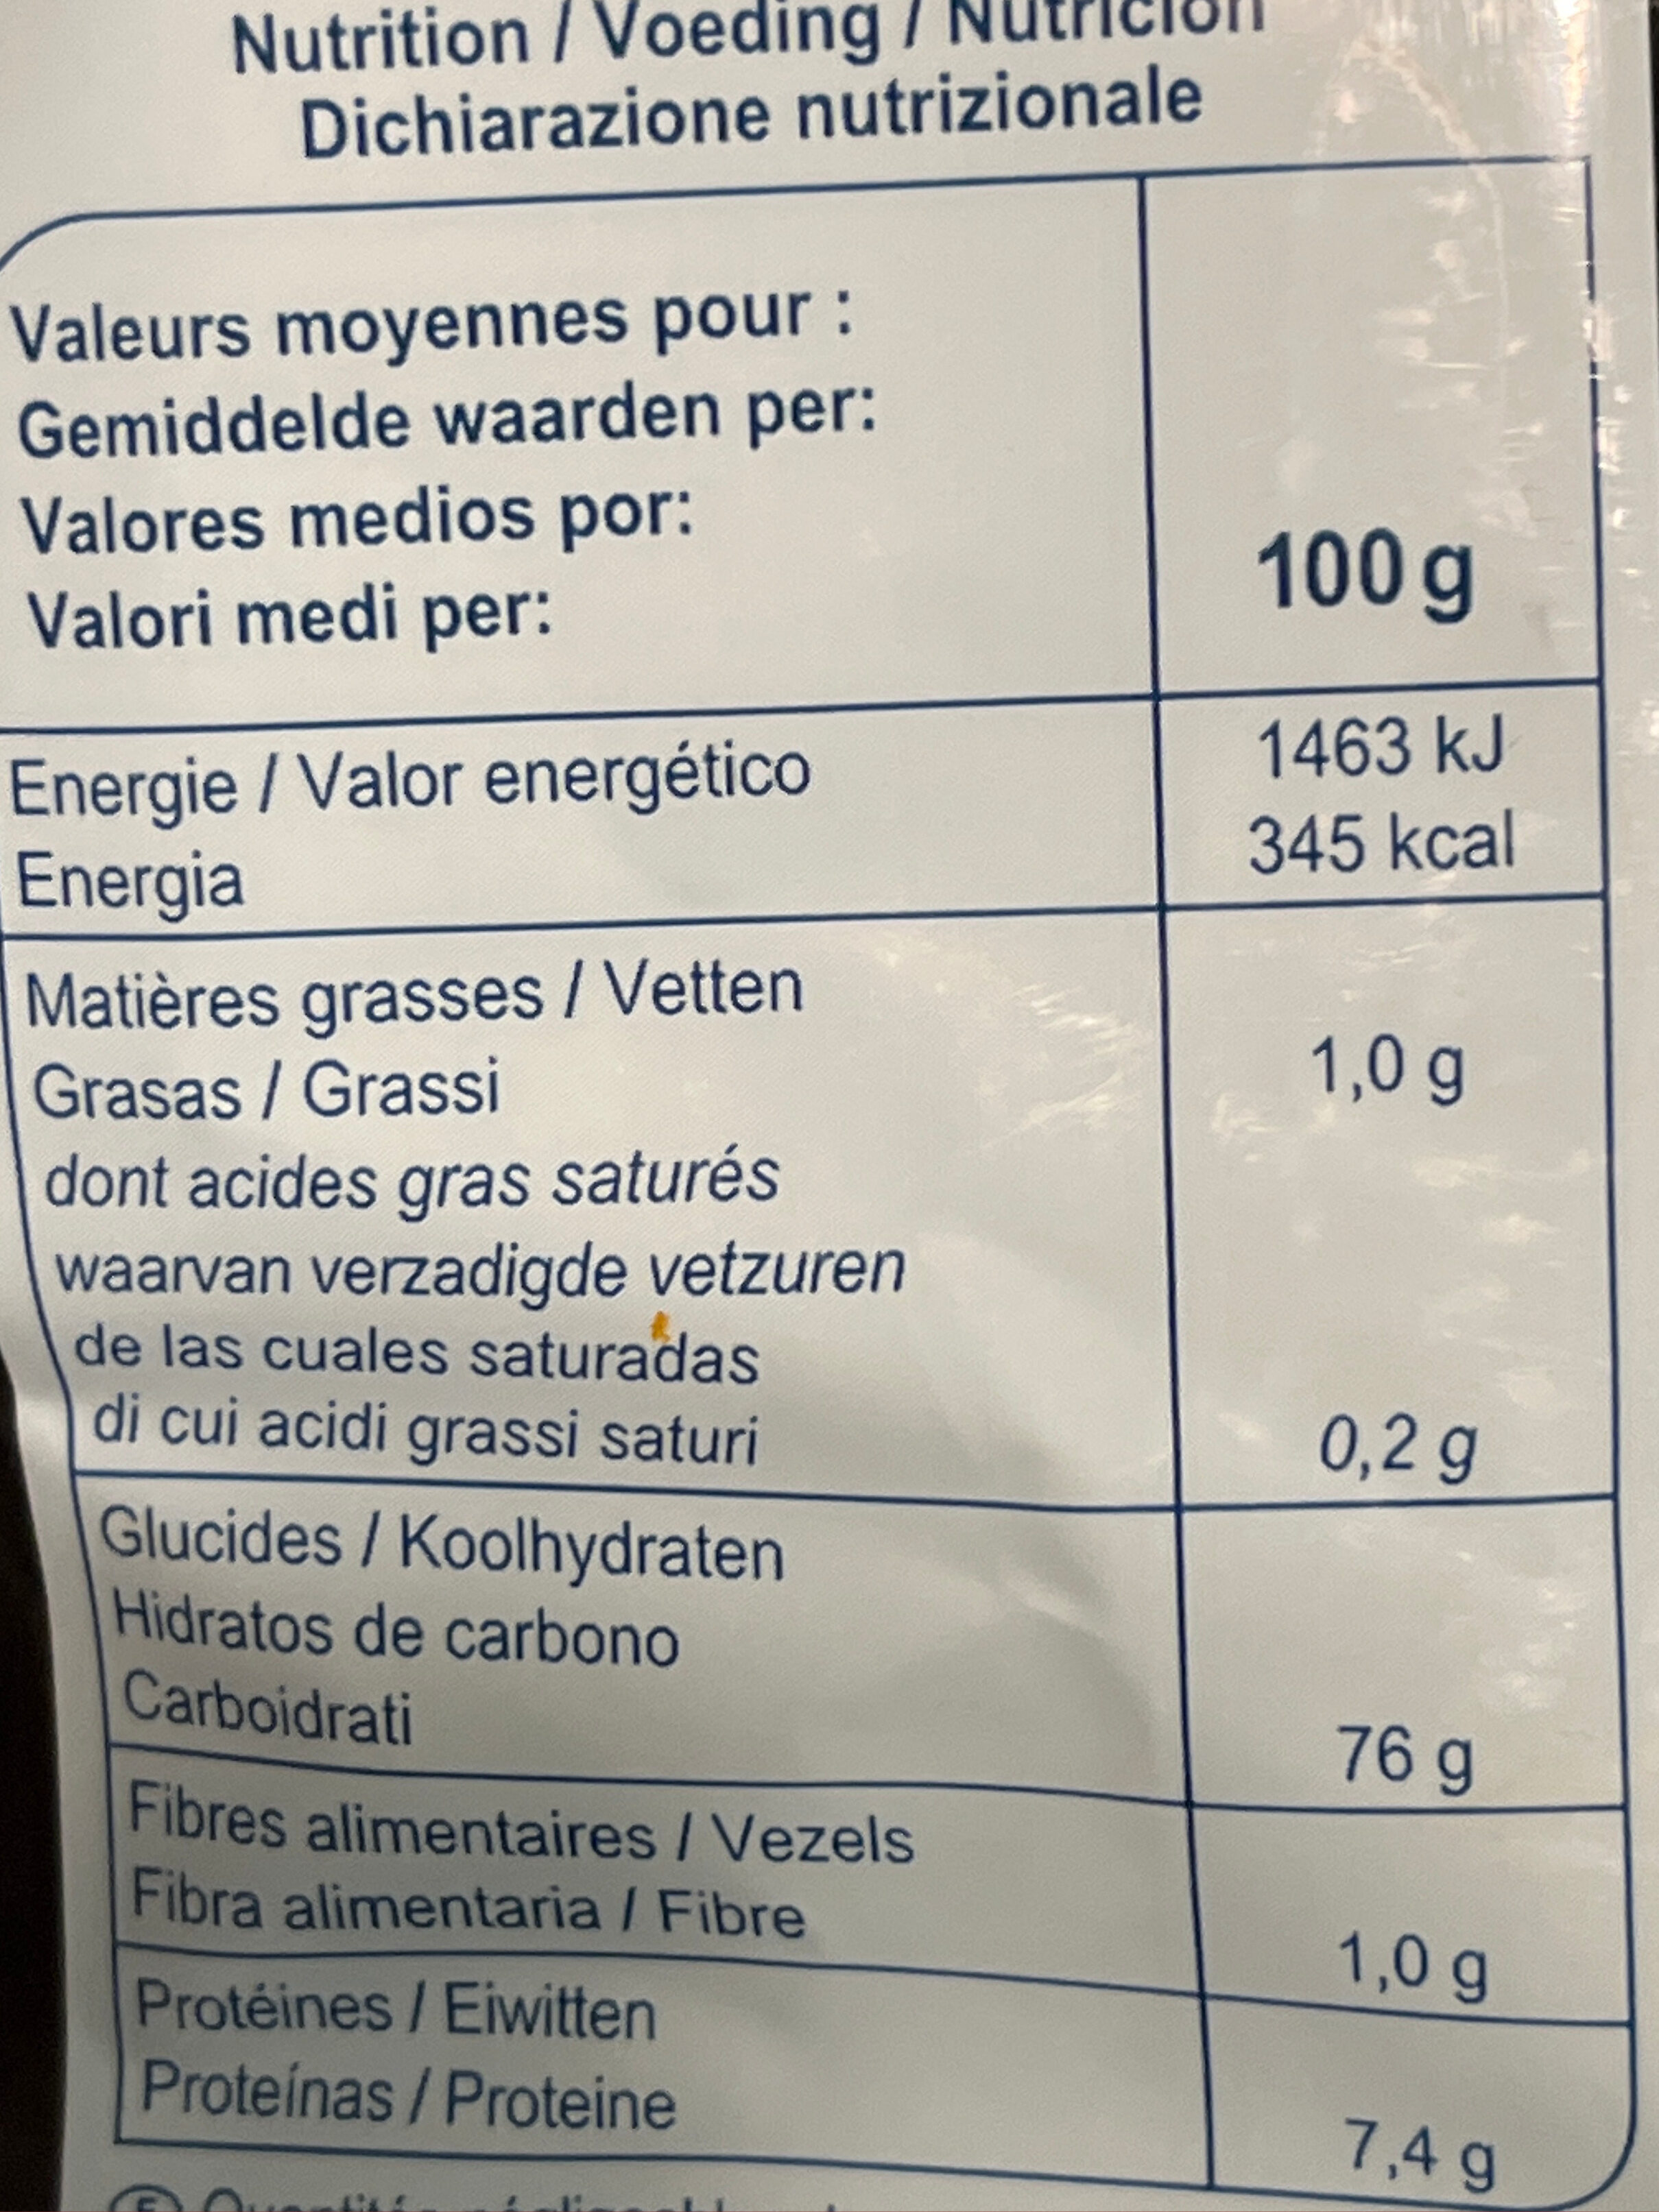 Nutrition / Voeding / Nutrición
Dichiarazione nutrizionale
Valeurs moyennes pour :
Gemiddelde waarden per:
Valores medios por:
Valori medi per:
100 g
Energie / Valor energético
Energia
1463 kJ
345 kcal
Matières grasses / Vetten
Grasas / Grassi
1,0 g
dont acides gras saturés
waarvan verzadigde vetzuren
de las cuales saturadas
di cui acidi grassi saturi
0,2 g
Glucides / Koolhydraten
Hidratos de carbono
Carboidrati
76 g
Fibres alimentaires / Vezels
Fibra alimentaria / Fibre
1,0 g
Protéines / Eiwitten
Proteínas / Proteine
7,4 g